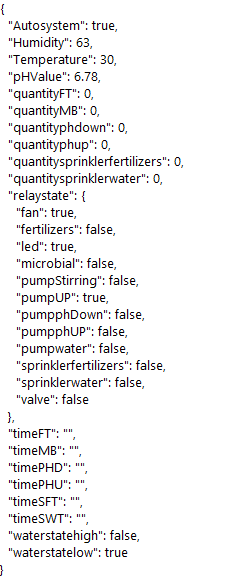 {
"Autosystem": true,
"Humidity": 63,
"Temperature": 30,
"pHValue": 6.78,
"quantityFT": 0,
"quantityMB": 0,
"quantityphdown": 0,
"quantityphup": 0,
"quantitysprinklerfertilizers": 0,
"quantitysprinklerwater": 0,
"relaystate": {
"fan": true,
"fertilizers": false,
"led": true,
"microbial": false,
"pumpStirring": false,
"pumpUP": true,
"pumpphDown": false,
"pumpphUP": false,
"pumpwater": false,
"sprinklerfertilizers": false,
"sprinklerwater": false,
"valve": false
},
"timeFT": "",
"timeMB": "",
"timePHD": "",
"timePHU": "",
"timeSFT": "",
"timeSWT": "",
"waterstatehigh": false,
"waterstatelow": true
}